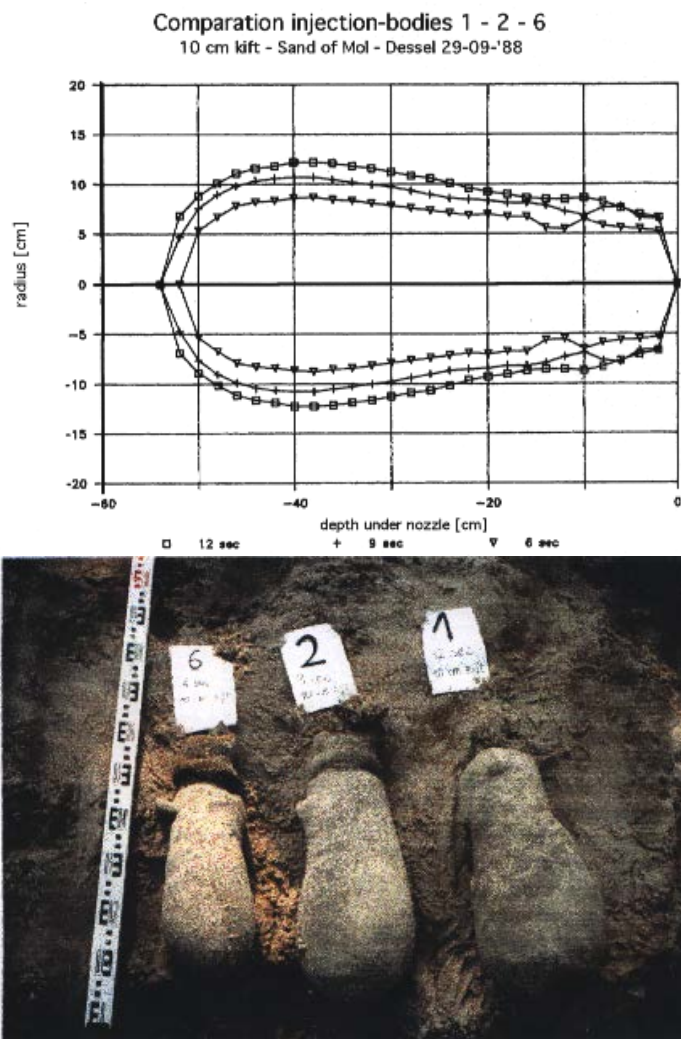 Comparation injection-bodies 1 - 2 - 6
10 cm kift - Sand of Mol - Dessel 29-09-'88
20
15
10
5
0
-5
-10
-15
-20
radius [cm]
-60
-40
-20
0
depth under nozzle [cm]
12 sec
9 sec
6 sec
6
2
1